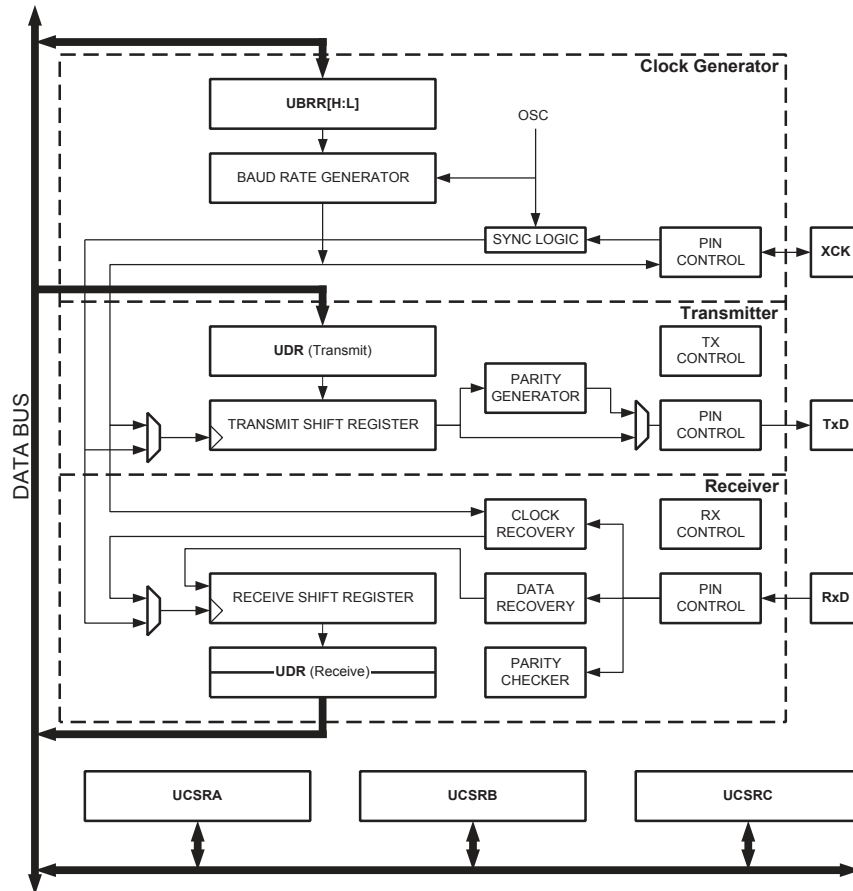 Clock Generator
UBRR[H:L]
OSC
BAUD RATE GENERATOR
SYNC LOGIC
PIN
CONTROL
XCK
Transmitter
UDR (Transmit)
TX
CONTROL
PARITY
GENERATOR
TRANSMIT SHIFT REGISTER
PIN
CONTROL
TxD
DATA BUS
Receiver
CLOCK
RECOVERY
RX
CONTROL
RECEIVE SHIFT REGISTER
DATA
RECOVERY
PIN
CONTROL
RxD
UDR (Receive)
PARITY
CHECKER
UCSRA
UCSRB
UCSRC